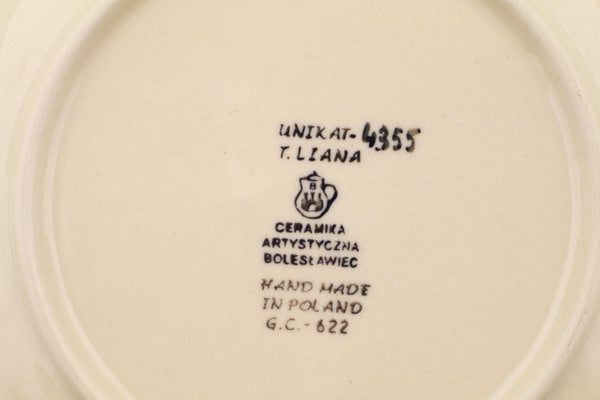 UNIKAT-4355
T. LIANA
B
CERAMIKA
ARTYSTYCZNA
BOLESŁAWIEC
HAND MADE
IN POLAND
G.C.-822